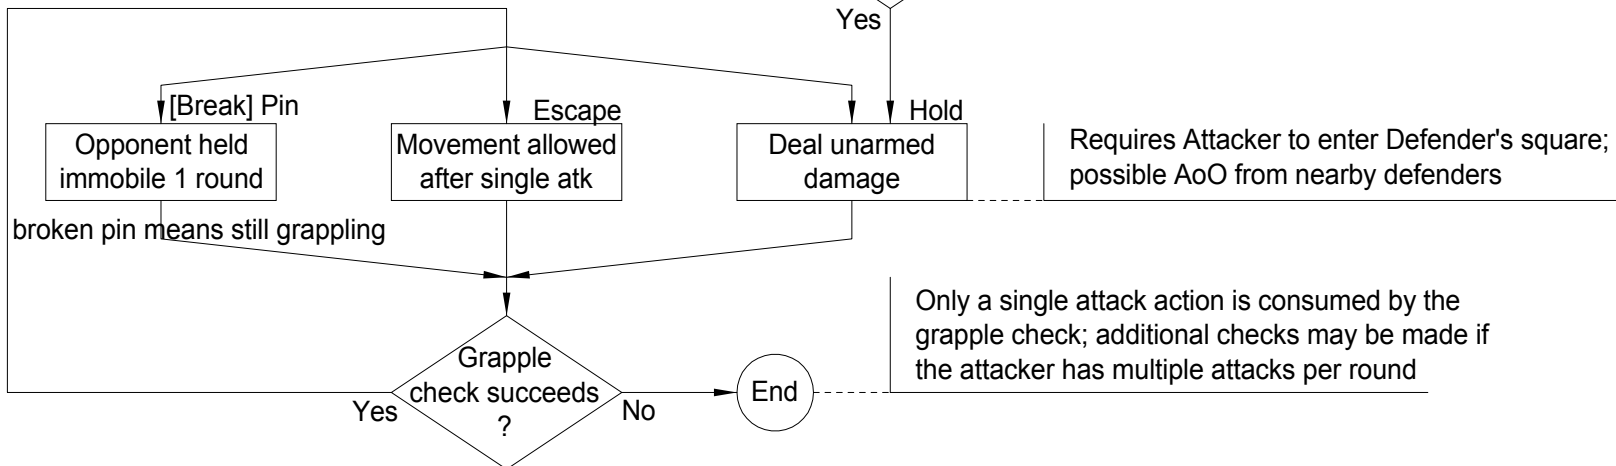 Yes
[Break] Pin
Escape
Hold
Opponent held
immobile 1 round
Movement allowed
after single atk
Deal unarmed
damage
Requires Attacker to enter Defender's square;
possible AoO from nearby defenders
broken pin means still grappling
Only a single attack action is consumed by the
grapple check; additional checks may be made if
the attacker has multiple attacks per round
Grapple
check succeeds
?
Yes
No
End